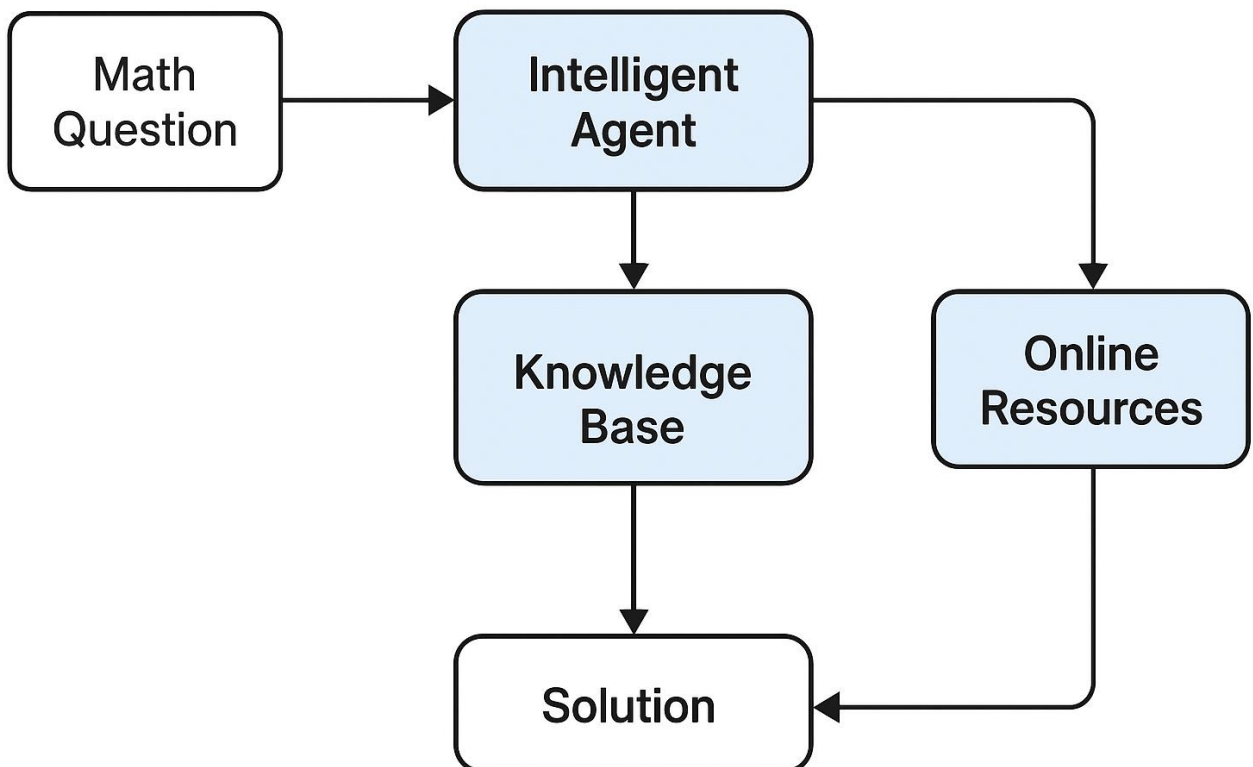 Math
Question
Intelligent
Agent
Knowledge
Base
Online
Resources
Solution